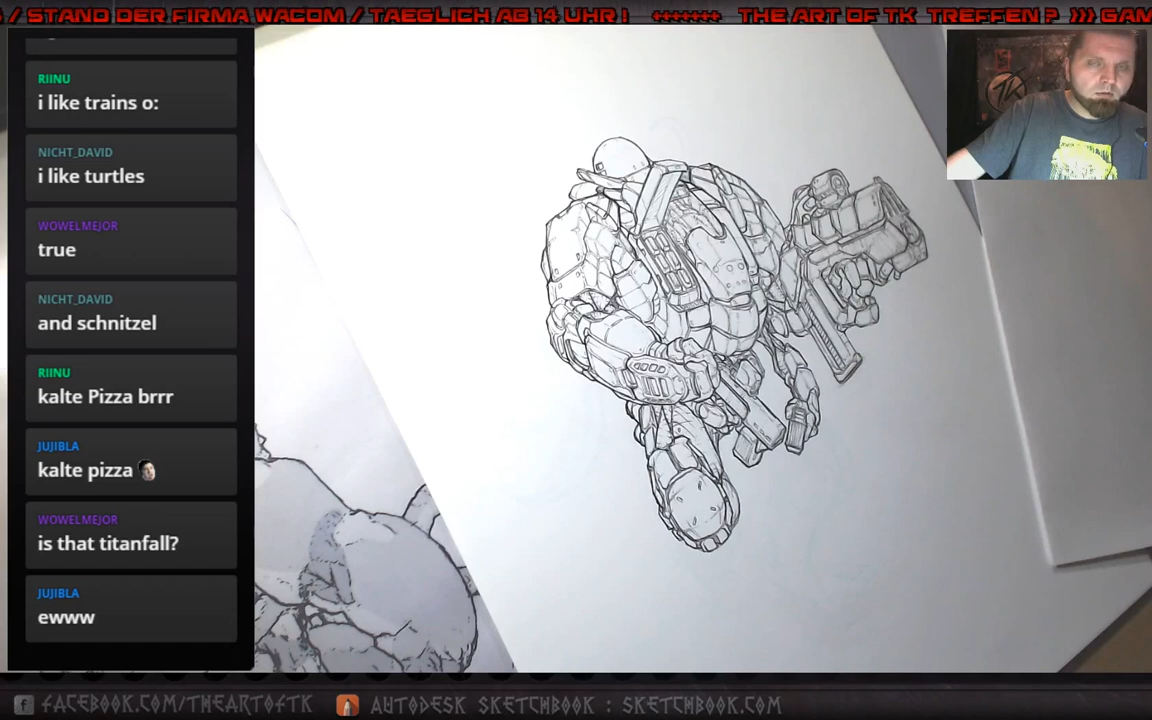 / STAND DER FIRMA WACOM / TAEGLICH AB 14 UHR ! +++++++ THE ART OF TK TREFFEN ? ))) GAM
RIINU
i like trains o:
NICHT_DAVID
i like turtles
WOWELMEJOR
true
NICHT_DAVID
and schnitzel
RIINU
kalte Pizza brrr
JUJIBLA
kalte pizza
WOWELMEJOR
is that titanfall?
JUJIBLA
ewww
TK
FACEBOOK.COM/THEARTOFTK AUTODESK SKETCHBOOK : SKETCHBOOK.COM